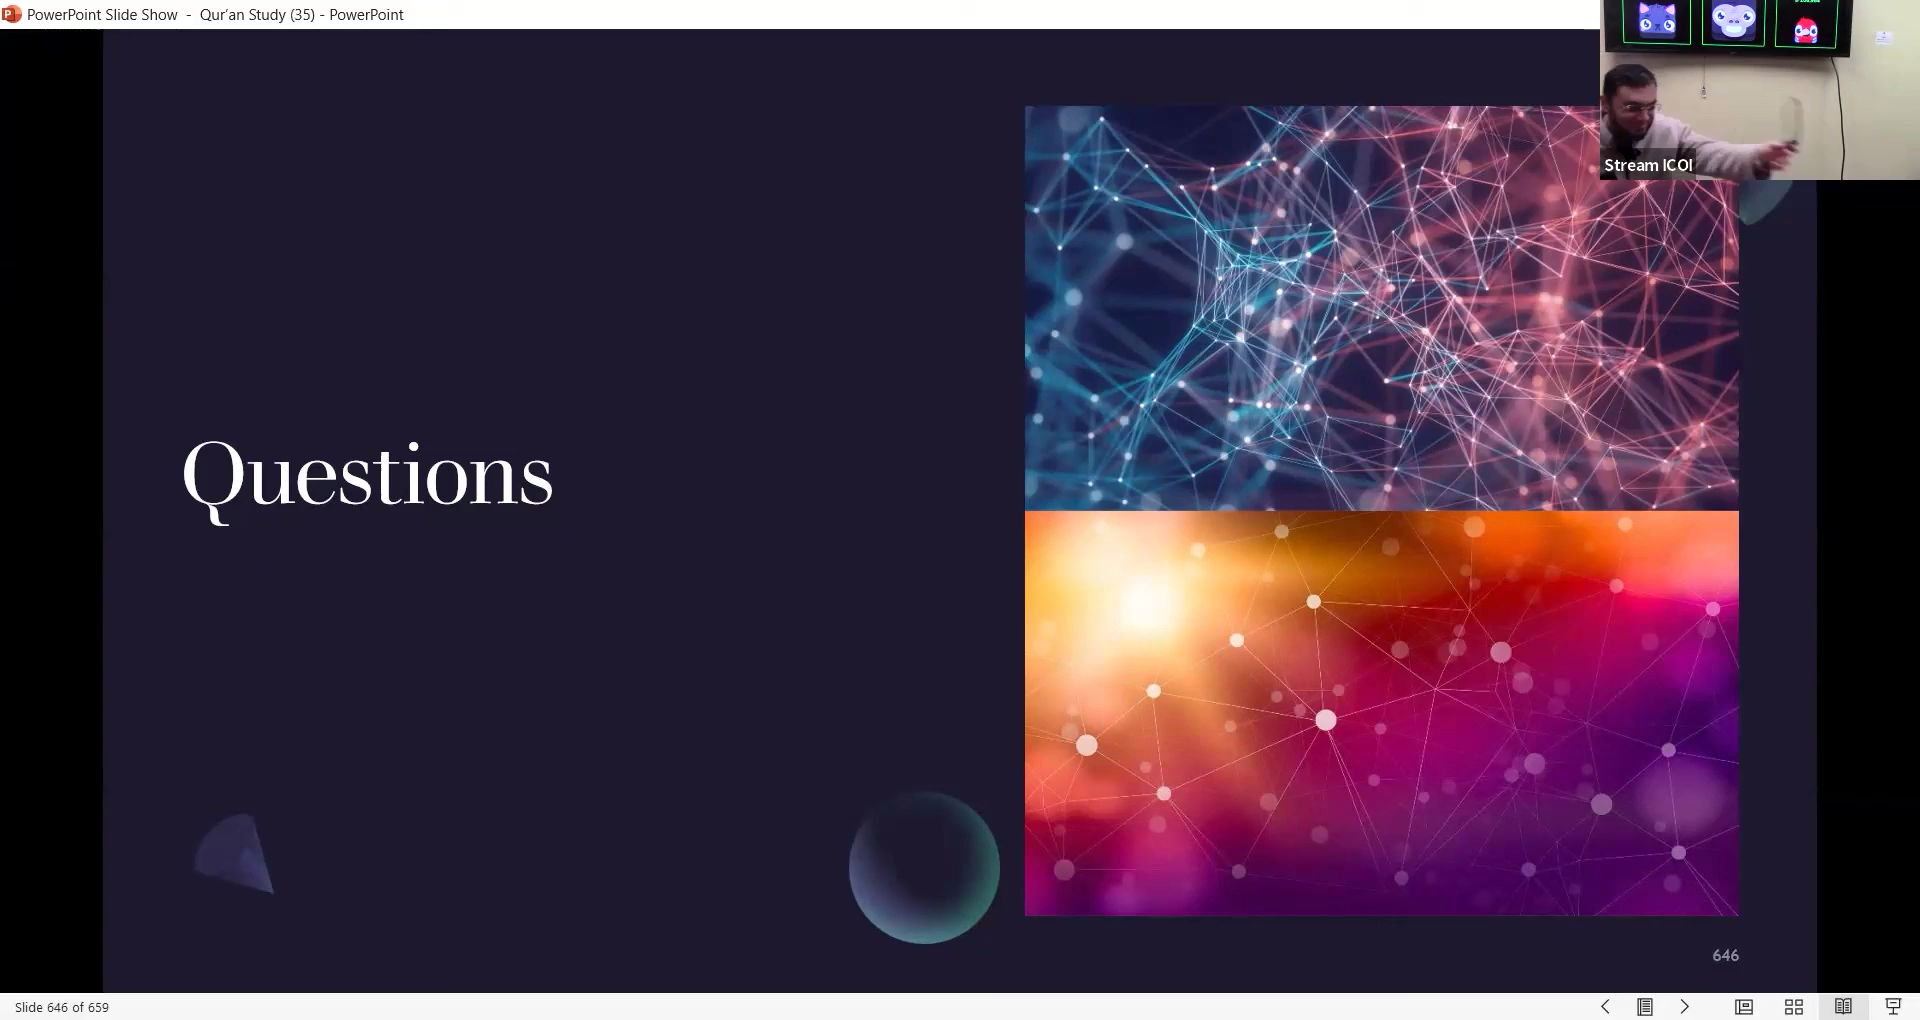 PowerPoint Slide Show - Qur’an Study (35) - PowerPoint
Stream ICOI
Questions
646
Slide 646 of 659